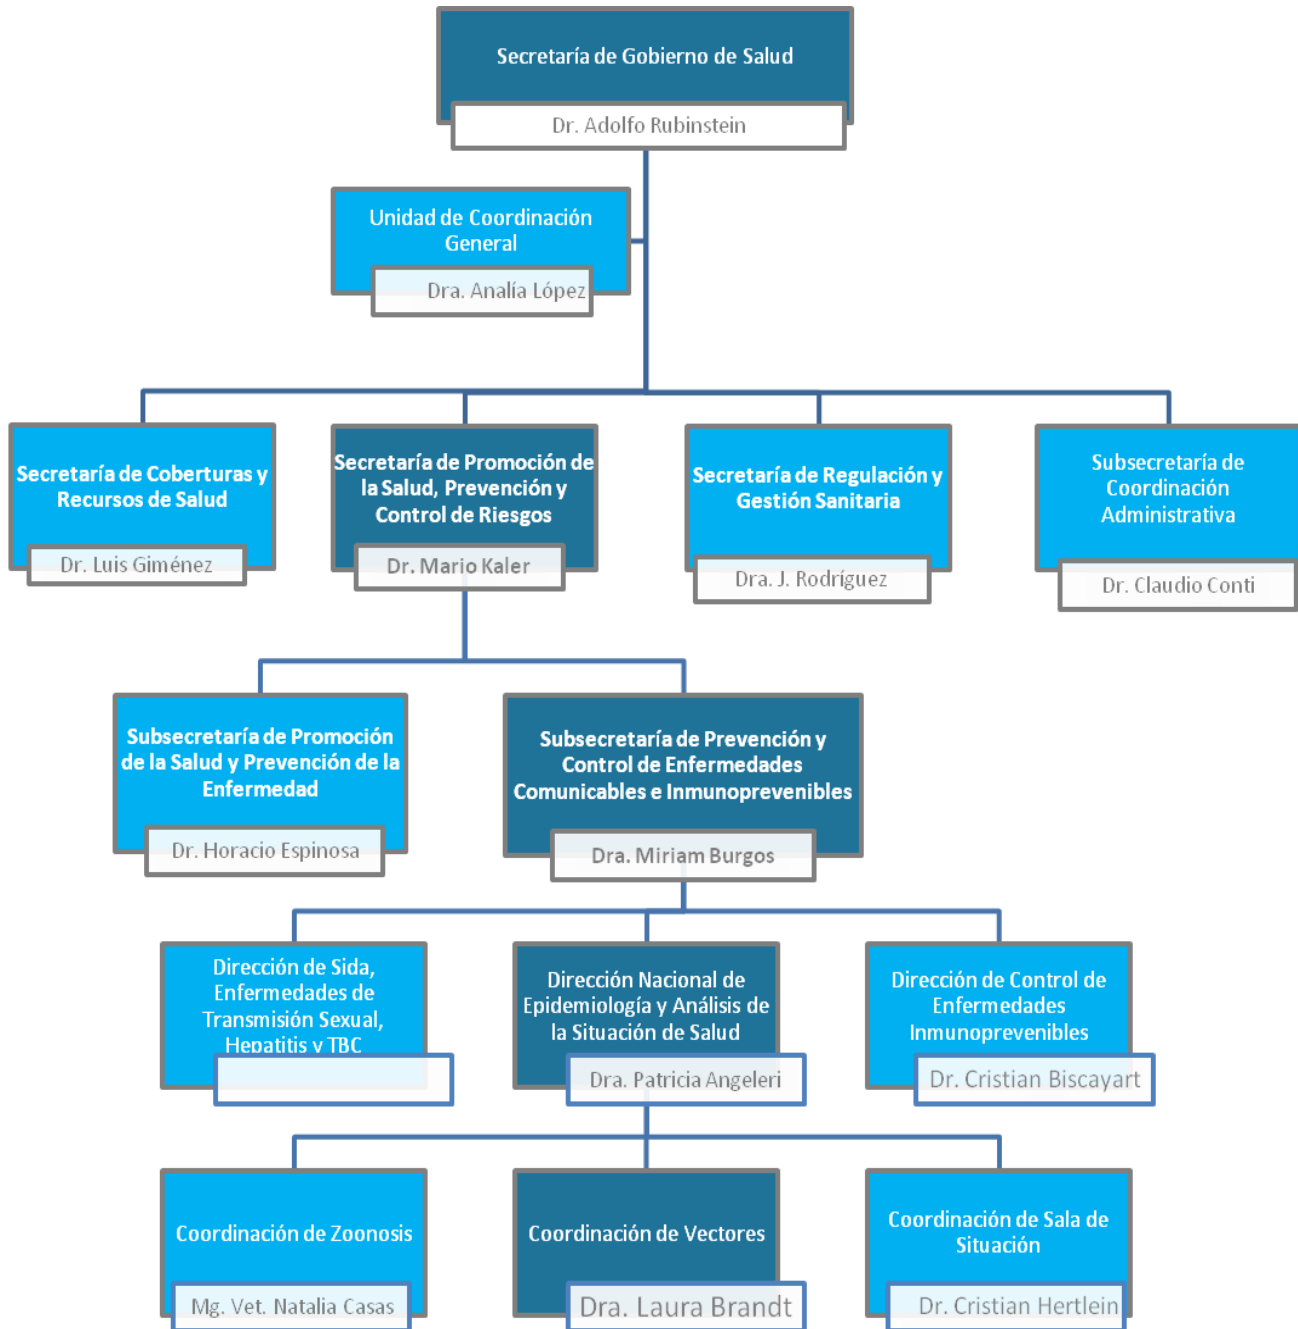 Secretaría de Gobierno de Salud
Dr. Adolfo Rubinstein
Unidad de Coordinación
General
Dra. Analía López
Secretaría de Coberturas y
Recursos de Salud
Dr. Luis Giménez
Secretaría de Promoción de
la Salud, Prevención y
Control de Riesgos
Dr. Mario Kaler
Secretaría de Regulación y
Gestión Sanitaria
Dra. J. Rodríguez
Subsecretaría de
Coordinación
Administrativa
Dr. Claudio Conti
Subsecretaría de Promoción
de la Salud y Prevención de la
Enfermedad
Dr. Horacio Espinosa
Subsecretaría de Prevención y
Control de Enfermedades
Comunicables e Inmunoprevenibles
Dra. Miriam Burgos
Dirección de Sida,
Enfermedades de
Transmisión Sexual,
Hepatitis y TBC
Dirección Nacional de
Epidemiología y Análisis de
la Situación de Salud
Dra. Patricia Angeleri
Dirección de Control de
Enfermedades
Inmunoprevenibles
Dr. Cristian Biscayart
Coordinación de Zoonosis
Mg. Vet. Natalia Casas
Coordinación de Vectores
Dra. Laura Brandt
Coordinación de Sala de
Situación
Dr. Cristian Hertlein